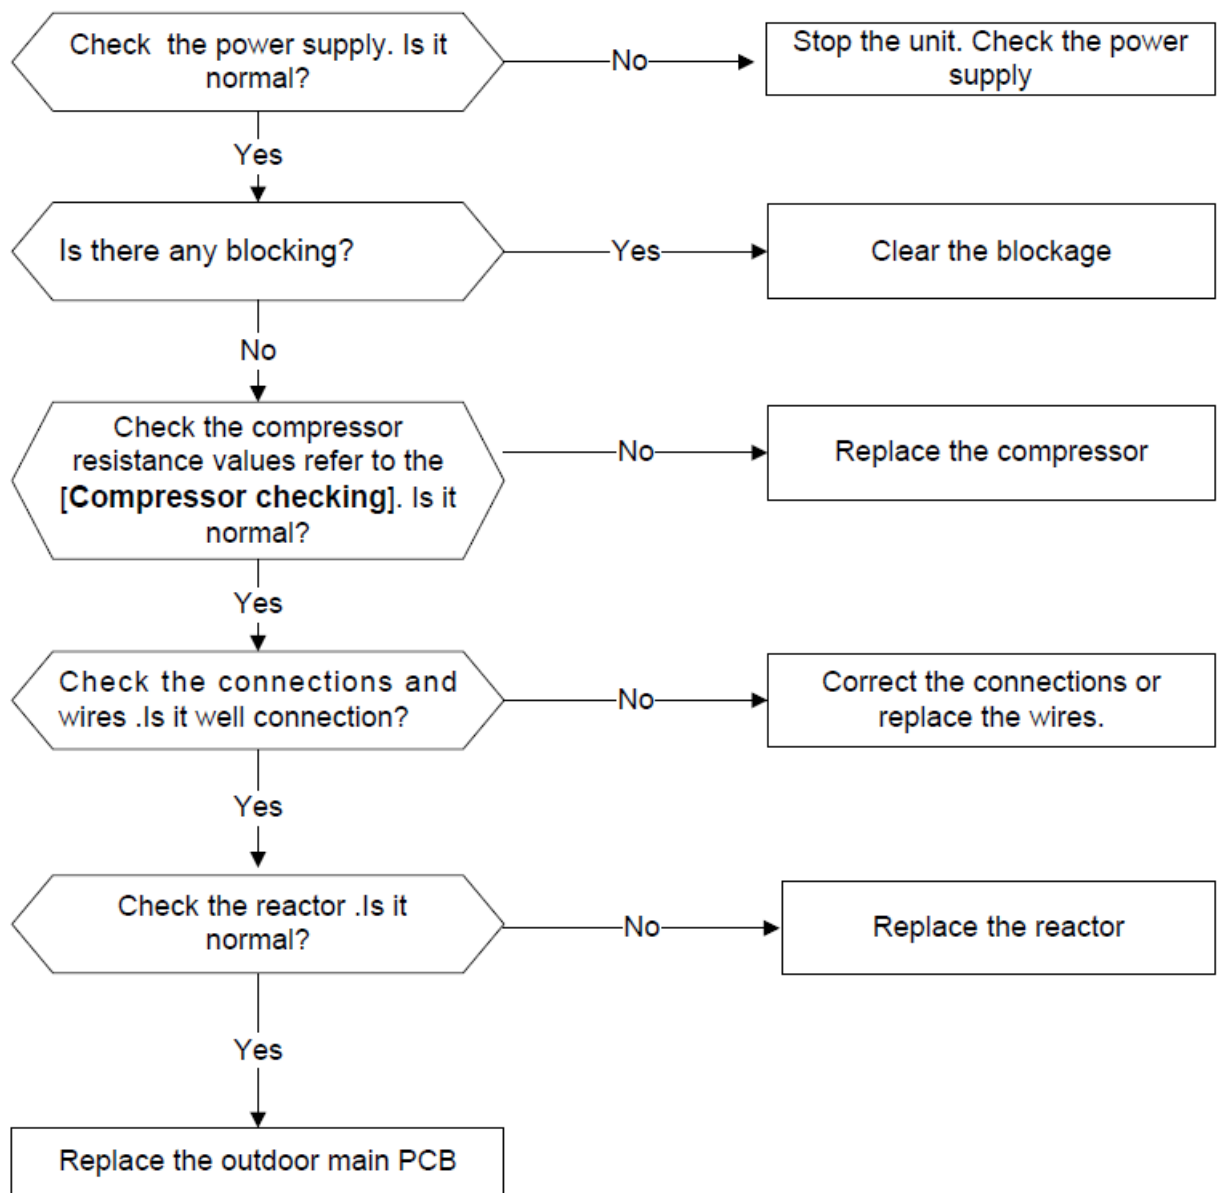 Check the power supply. Is it
normal?
No
Stop the unit. Check the power
supply
Yes
Is there any blocking?
Yes
Clear the blockage
No
Check the compressor
resistance values refer to the
[Compressor checking]. Is it
normal?
No
Replace the compressor
Yes
Check the connections and
wires .Is it well connection?
No
Correct the connections or
replace the wires.
Yes
Check the reactor .Is it
normal?
No
Replace the reactor
Yes
Replace the outdoor main PCB